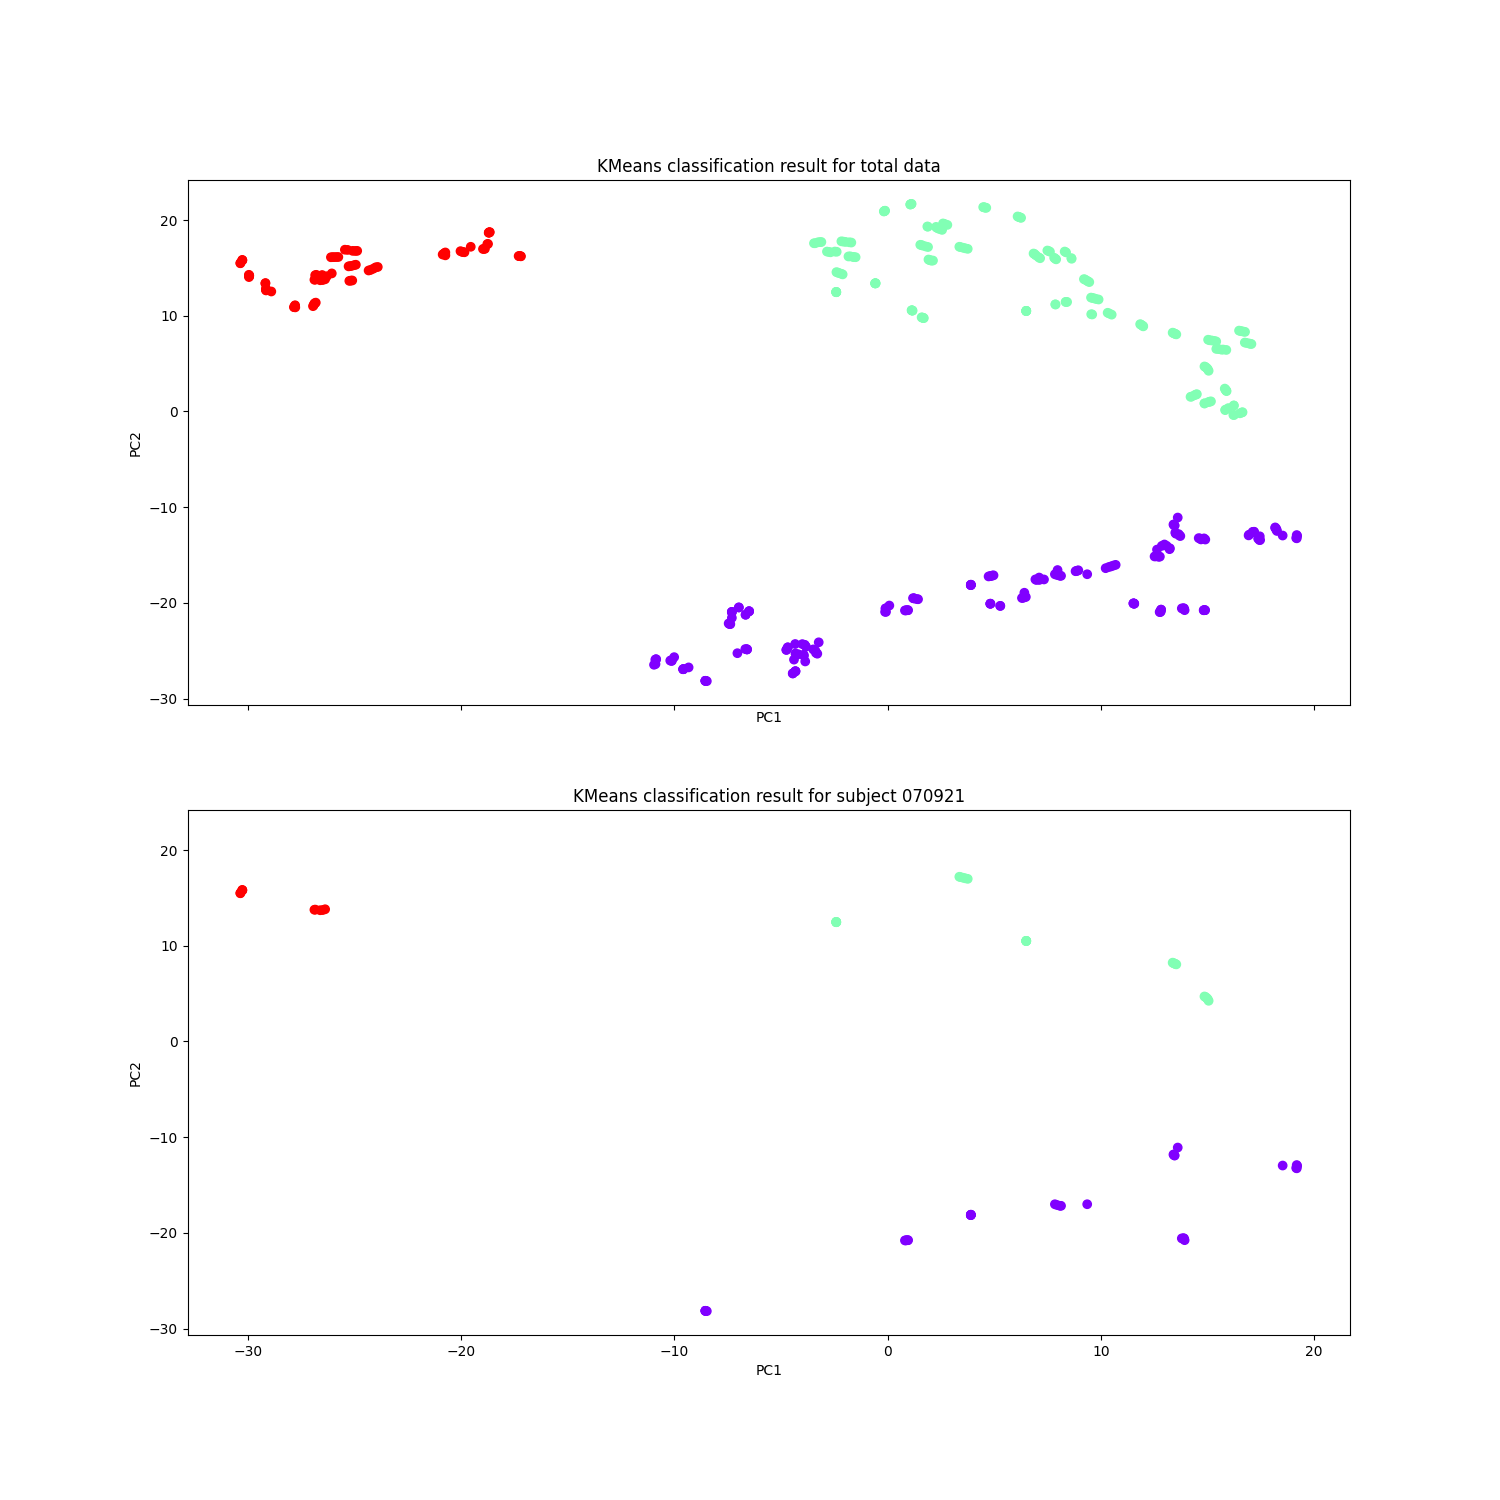 KMeans classification result for total data
20
10
0
−10
−20
−30
PC2
PC1
KMeans classification result for subject 070921
20
10
0
−10
−20
−30
PC2
−30 −20 −10 0 10 20
PC1